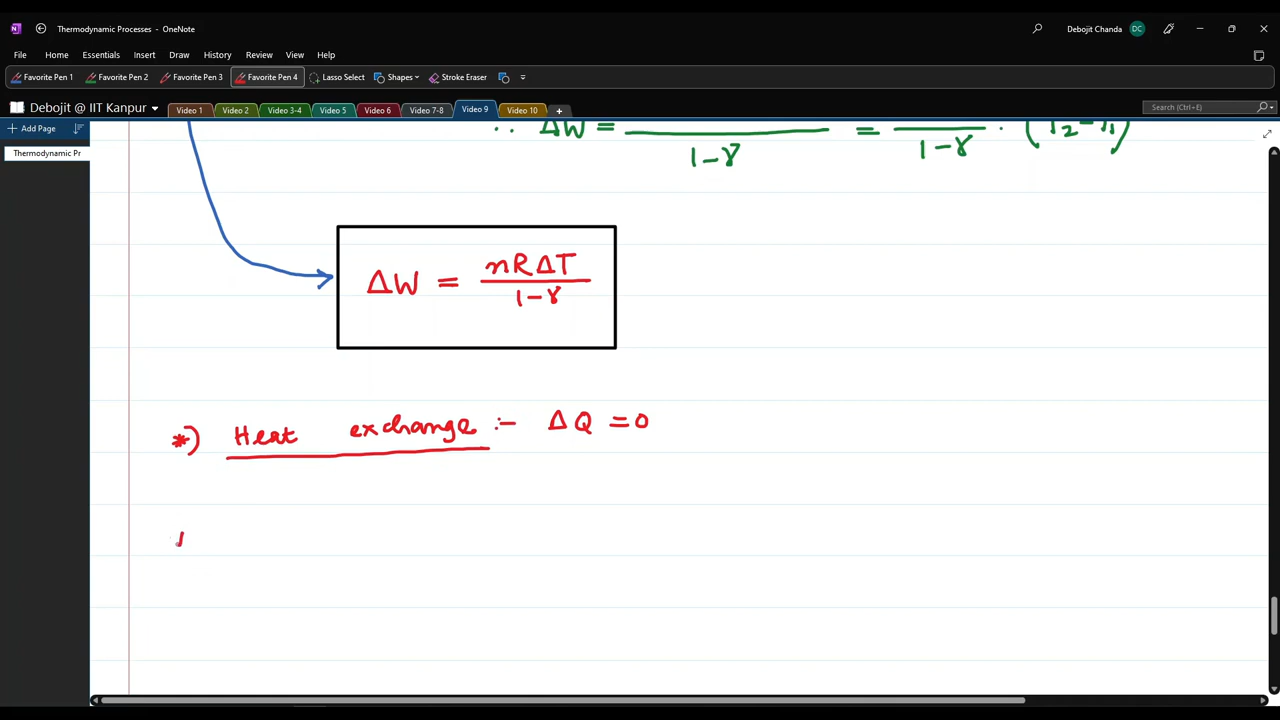 Thermodynamic Processes - OneNote
Debojit Chanda DC
File Home Essentials Insert Draw History Review View Help
Favorite Pen 1 Favorite Pen 2 Favorite Pen 3 Favorite Pen 4 Lasso Select Shapes Stroke Eraser
Debojit @ IIT Kanpur Video 1 Video 2 Video 3-4 Video 5 Video 6 Video 7-8 Video 9 Video 10 + Search (Ctrl+E)
+ Add Page
Thermodynamic Pr
∴ ΔW = ─── = ─── · (T₂-T₁)
1-γ 1-γ
ΔW = nRΔT
1-γ
*) Heat exchange :- ΔQ = 0